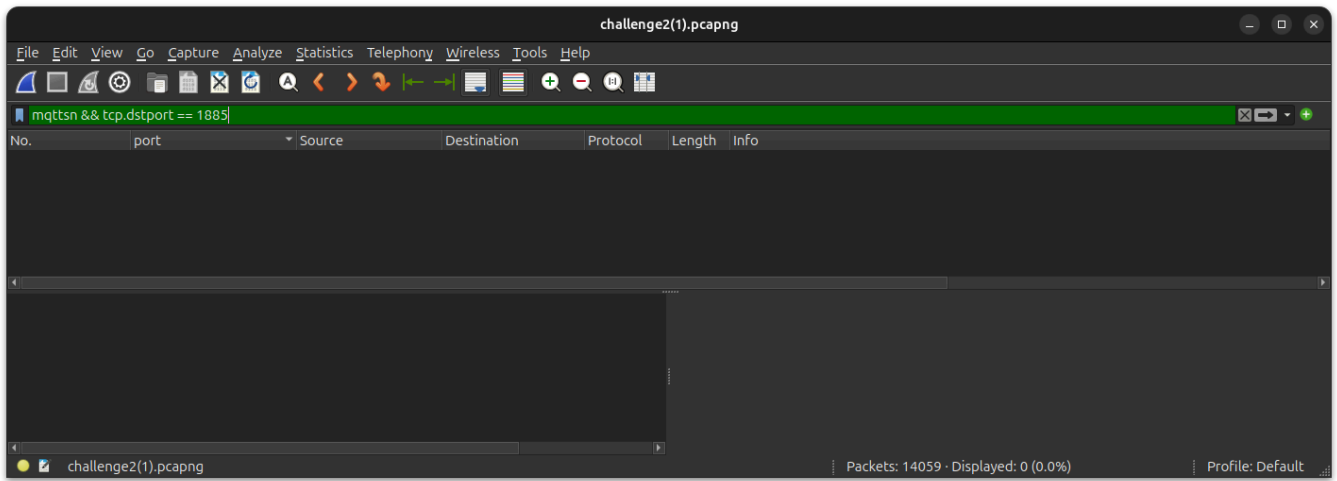 challenge2(1).pcapng
File Edit View Go Capture Analyze Statistics Telephony Wireless Tools Help
mqttsn && tcp.dstport == 1885
No. port Source Destination Protocol Length Info
challenge2(1).pcapng Packets: 14059 · Displayed: 0 (0.0%) Profile: Default